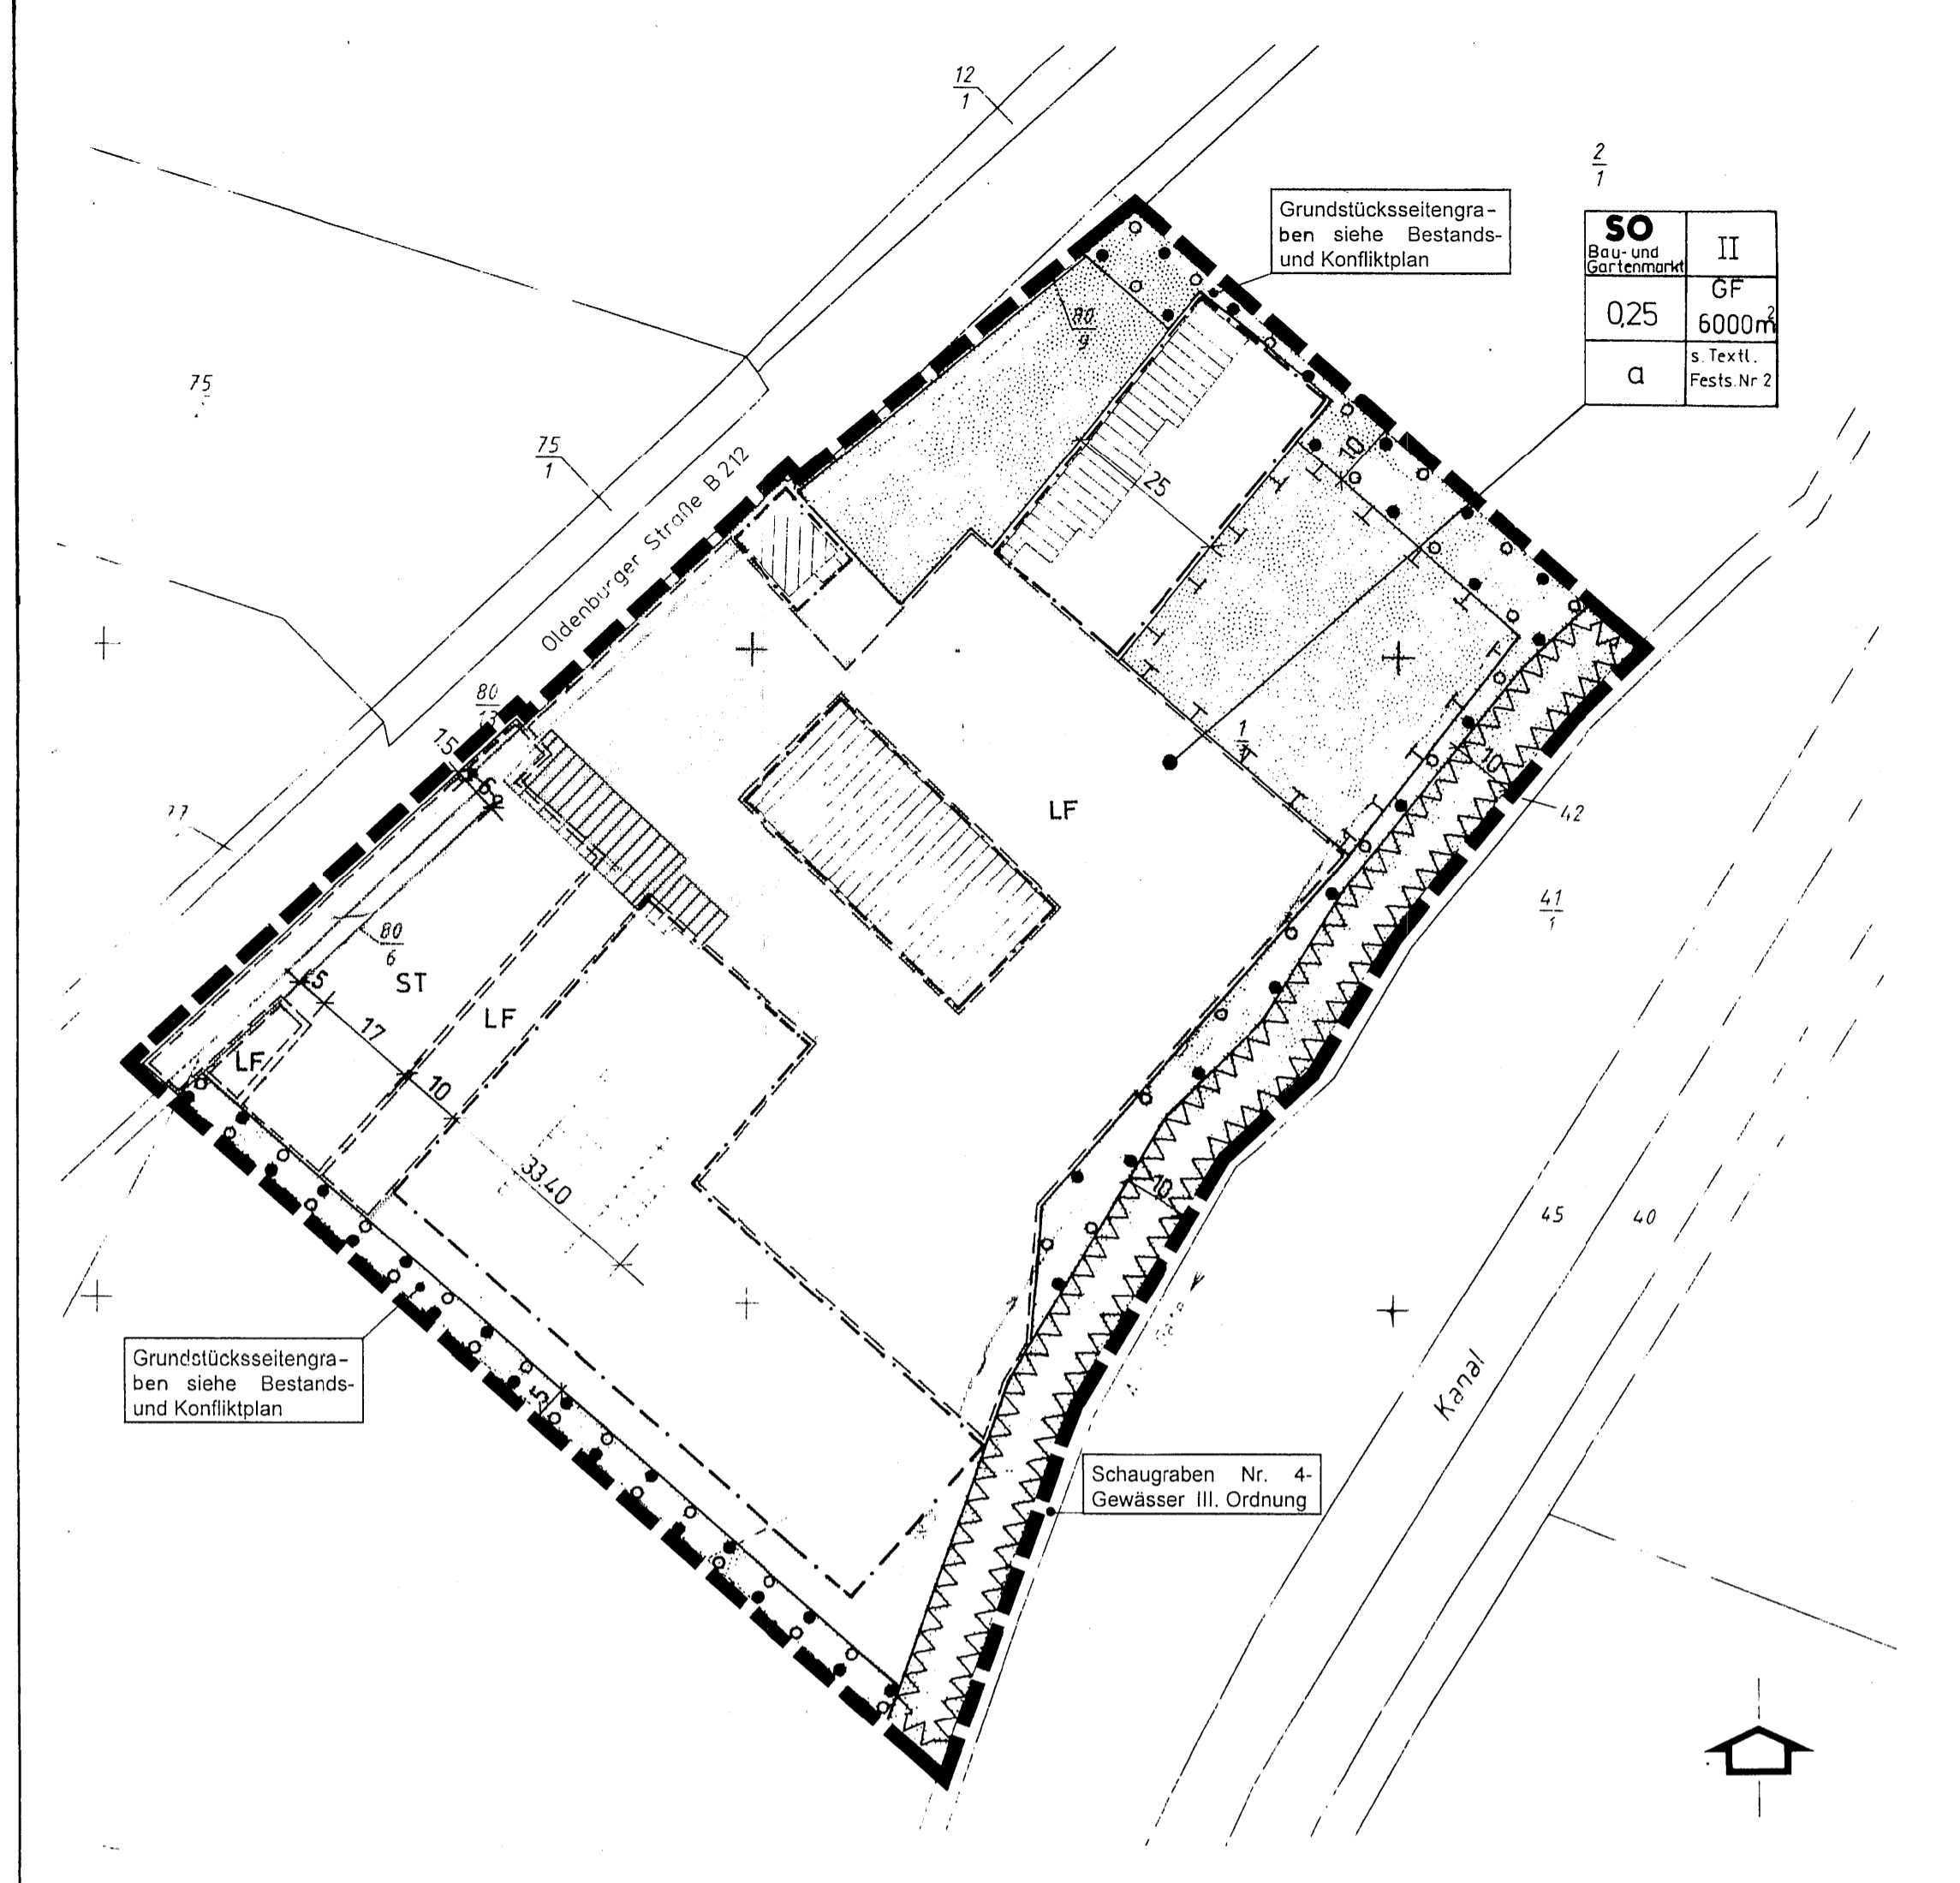 12
1
2
1
Grundstücksseitengra-
ben siehe Bestands-
und Konfliktplan
SO
Bau- und
Gartenmarkt
II
0,25
GF
6000m²
a
s. Textl.
Fests. Nr 2
80
9
75
75
1
Oldenburger Straße B 212
10
25
80
13
15
1
10
LF
42
41
1
80
6
ST
LF
LF
17
10
33.40
10
45
40
5
Grundstücksseitengra-
ben siehe Bestands-
und Konfliktplan
Kanal
Schaugraben Nr. 4-
Gewässer III. Ordnung